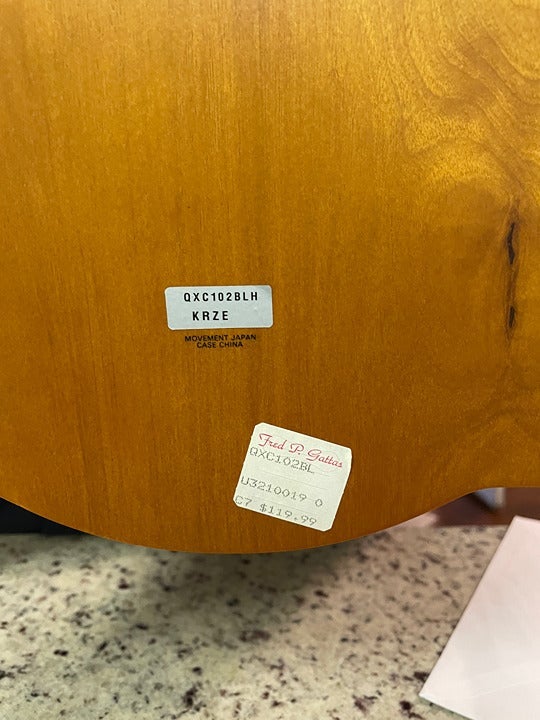 QXC102BLH
KRZE
MOVEMENT JAPAN
CASE CHINA
Fred P. Gattas
QXC102BL
U3210019 0
C7 $119.99